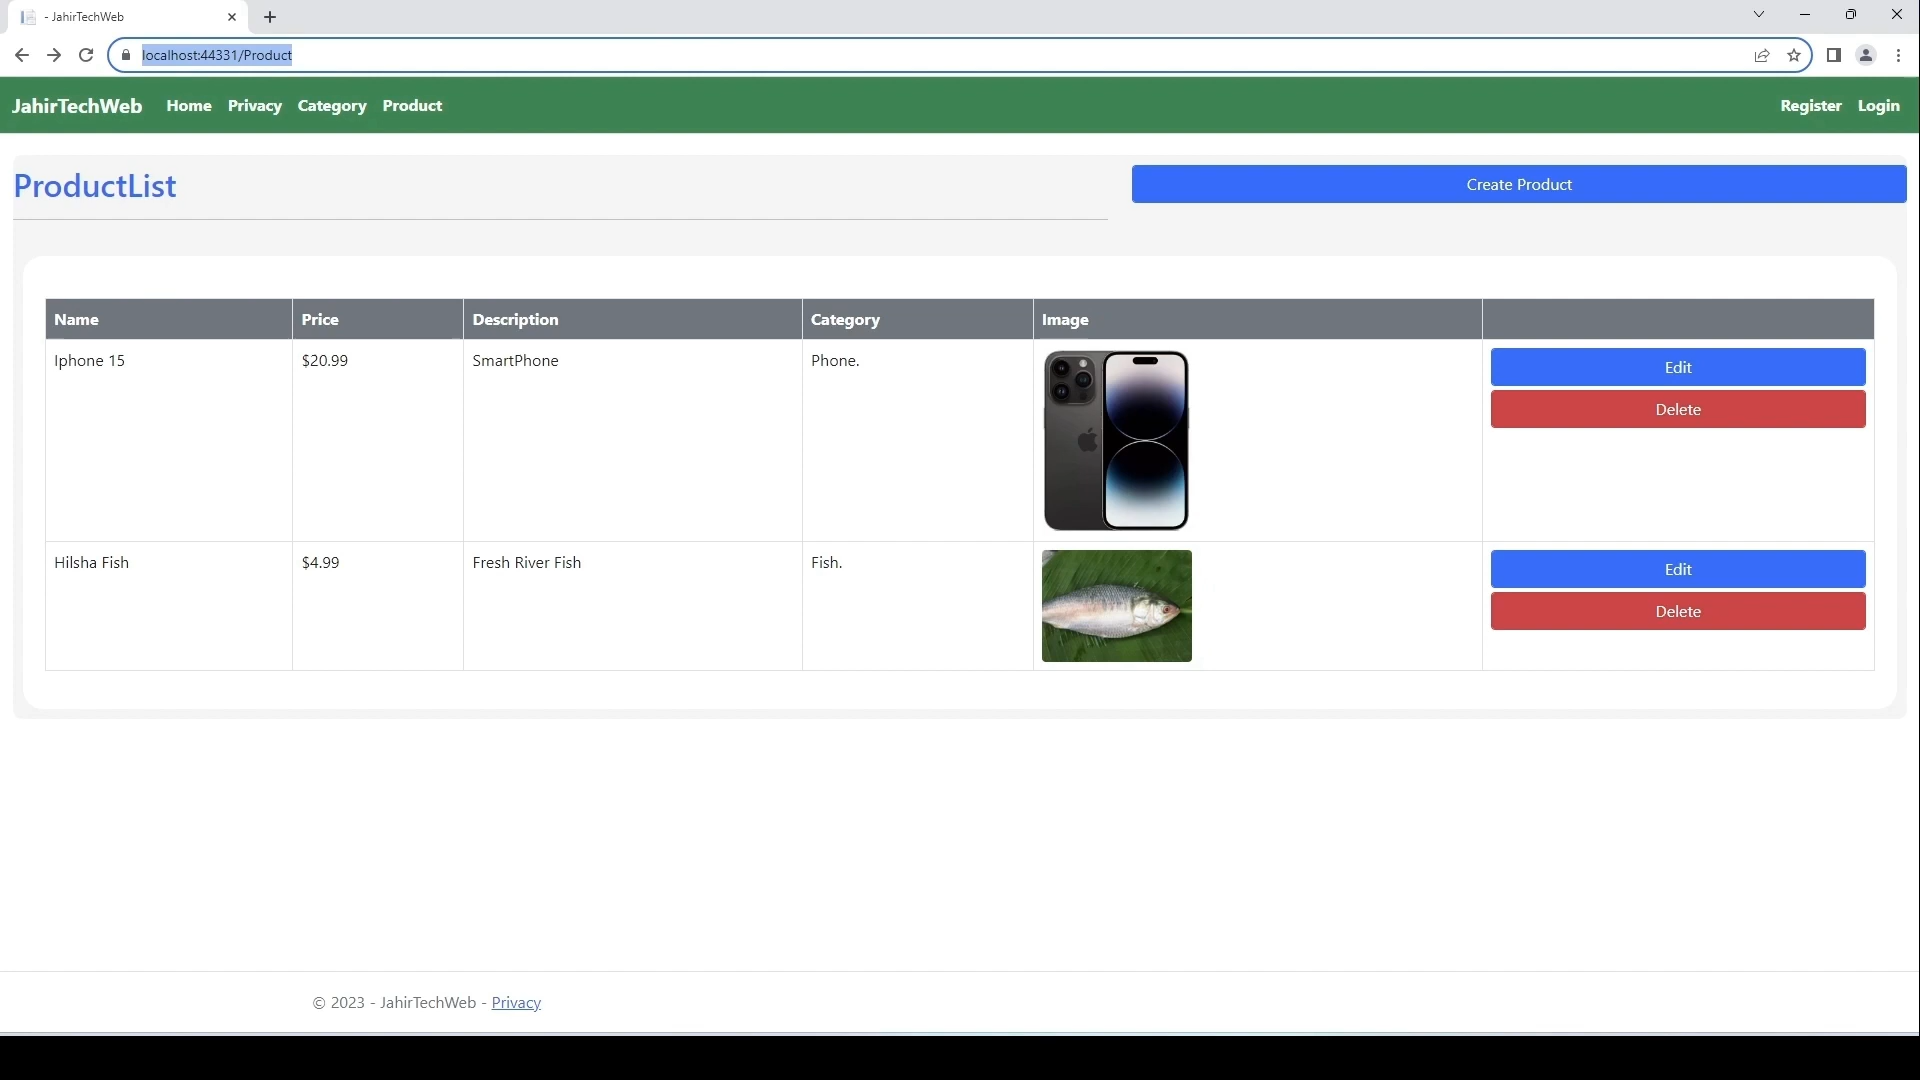 - JahirTechWeb
localhost:44331/Product
JahirTechWeb Home Privacy Category Product Register Login
ProductList
Create Product
Name Price Description Category Image
Iphone 15 $20.99 SmartPhone Phone. Edit
Delete
Hilsha Fish $4.99 Fresh River Fish Fish. Edit
Delete
© 2023 - JahirTechWeb - Privacy